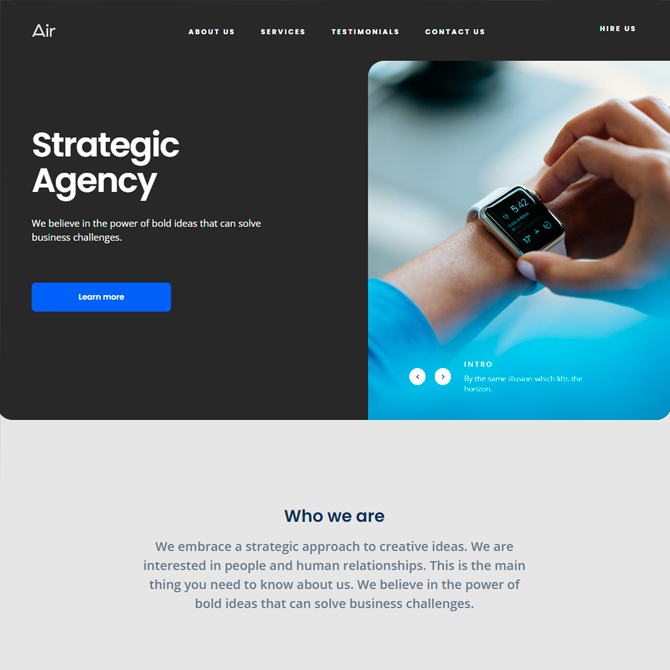 Air
ABOUT US
SERVICES
TESTIMONIALS
CONTACT US
HIRE US
Strategic
Agency
We believe in the power of bold ideas that can solve
business challenges.
Learn more
5:42
17
INTRO
By the same illusion which lifts the
horizon.
Who we are
We embrace a strategic approach to creative ideas. We are
interested in people and human relationships. This is the main
thing you need to know about us. We believe in the power of
bold ideas that can solve business challenges.